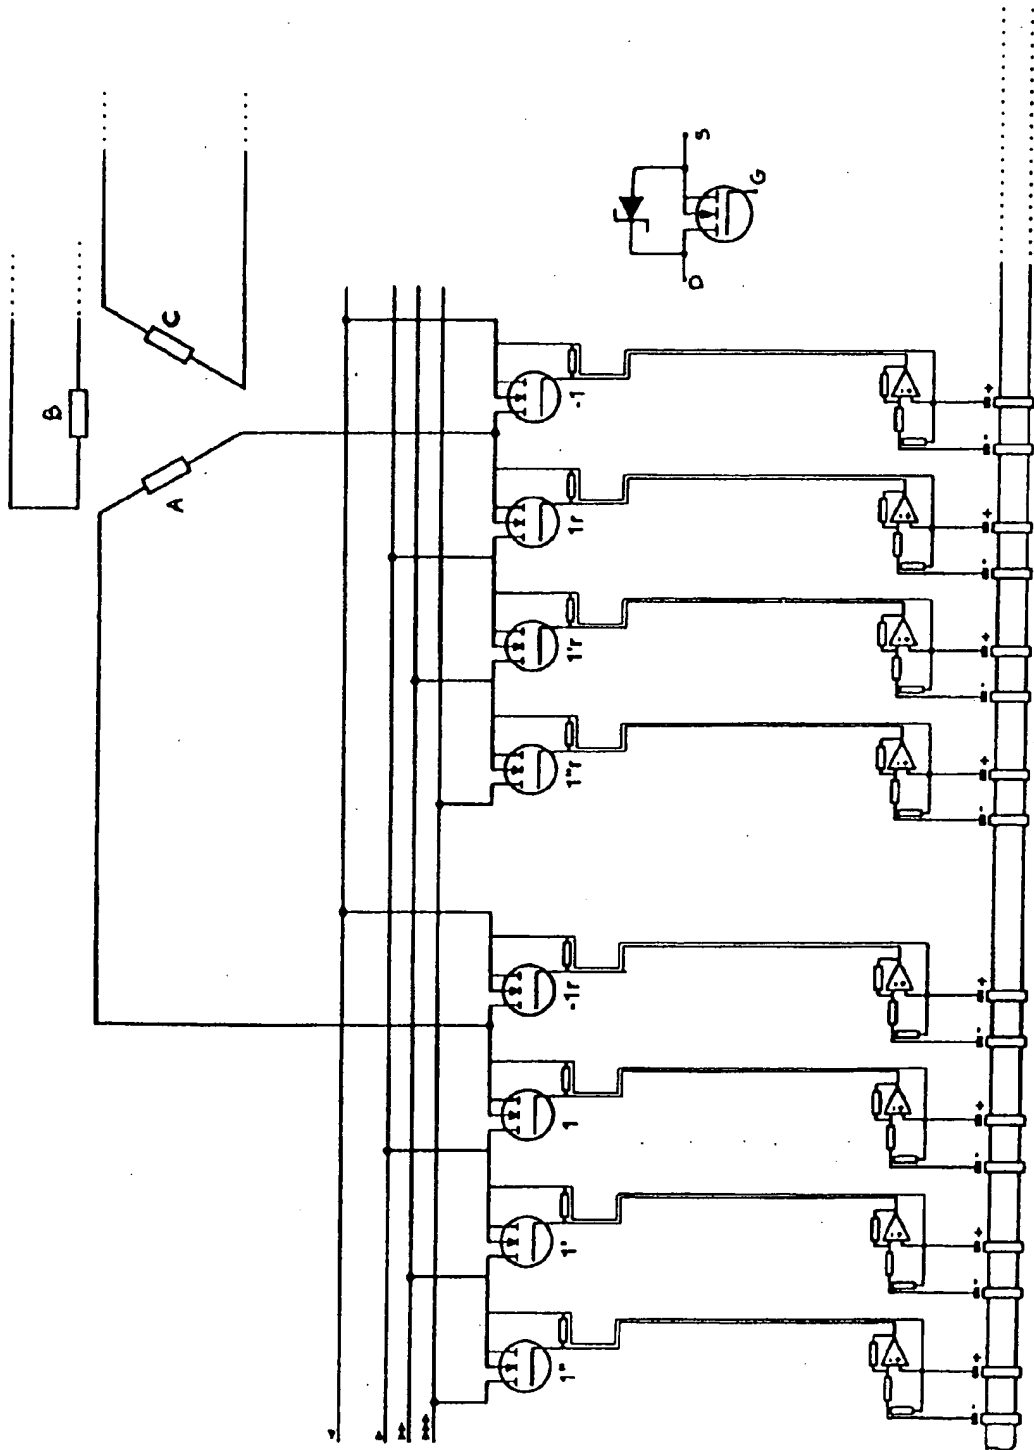 B
A
C
1" 1' 1 -1r 1"r 1'r 1r -1
D S
G
- + - + - + - + - + - + - + - +